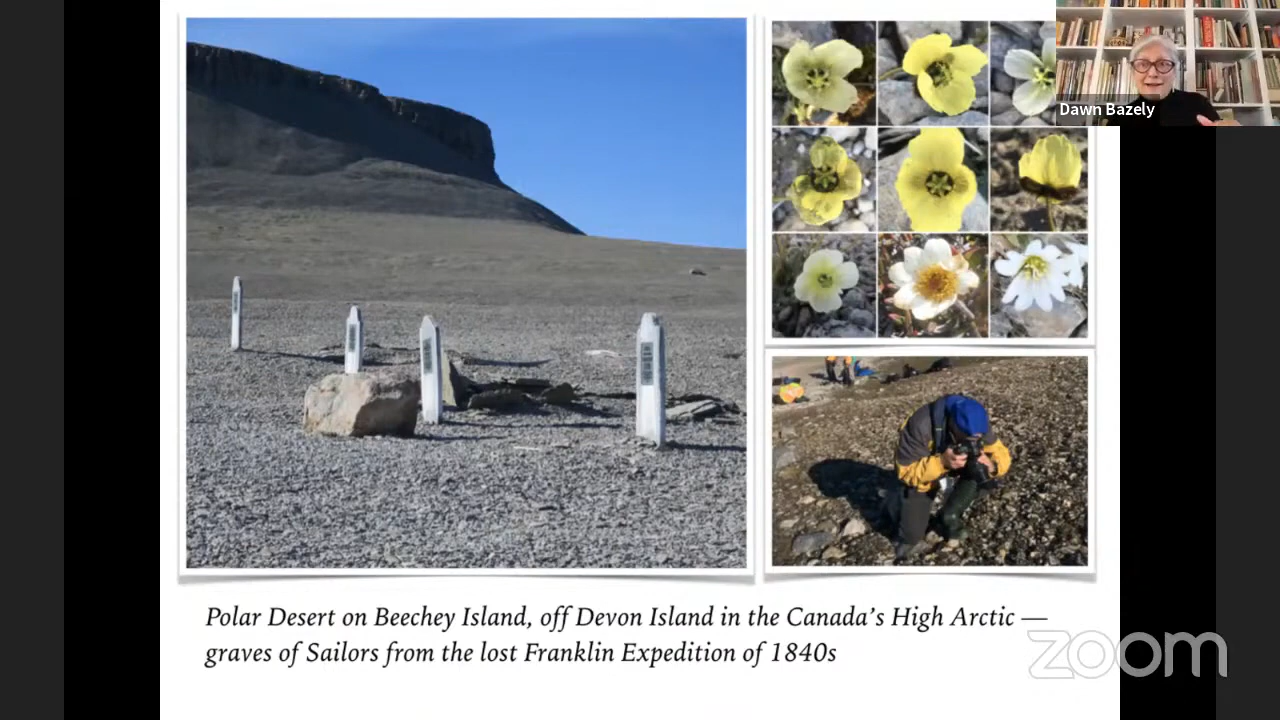 Dawn Bazely
Polar Desert on Beechey Island, off Devon Island in the Canada's High Arctic —
graves of Sailors from the lost Franklin Expedition of 1840s
zoom